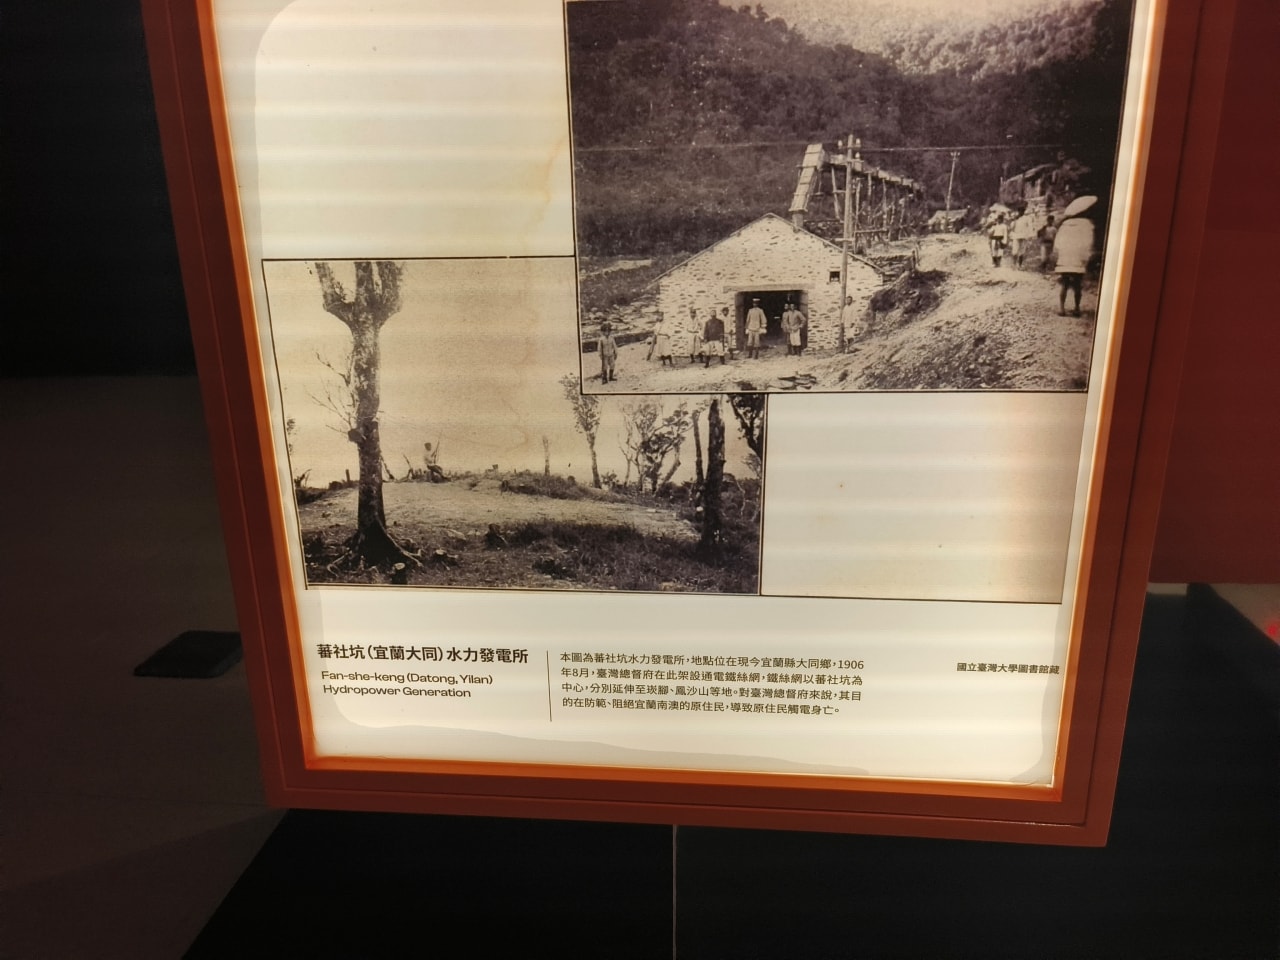 蕃社坑（宜蘭大同）水力發電所
Fan-she-keng (Datong, Yilan)
Hydropower Generation
本圖為蕃社坑水力發電所，地點位在現今宜蘭縣大同鄉，1906
年8月，臺灣總督府在此架設通電鐵絲網，鐵絲網以蕃社坑為
中心，分別延伸至崁腳、鳳沙山等地。對臺灣總督府來說，其目
的在防範、阻絕宜蘭南澳的原住民，導致原住民觸電身亡。
國立臺灣大學圖書館藏